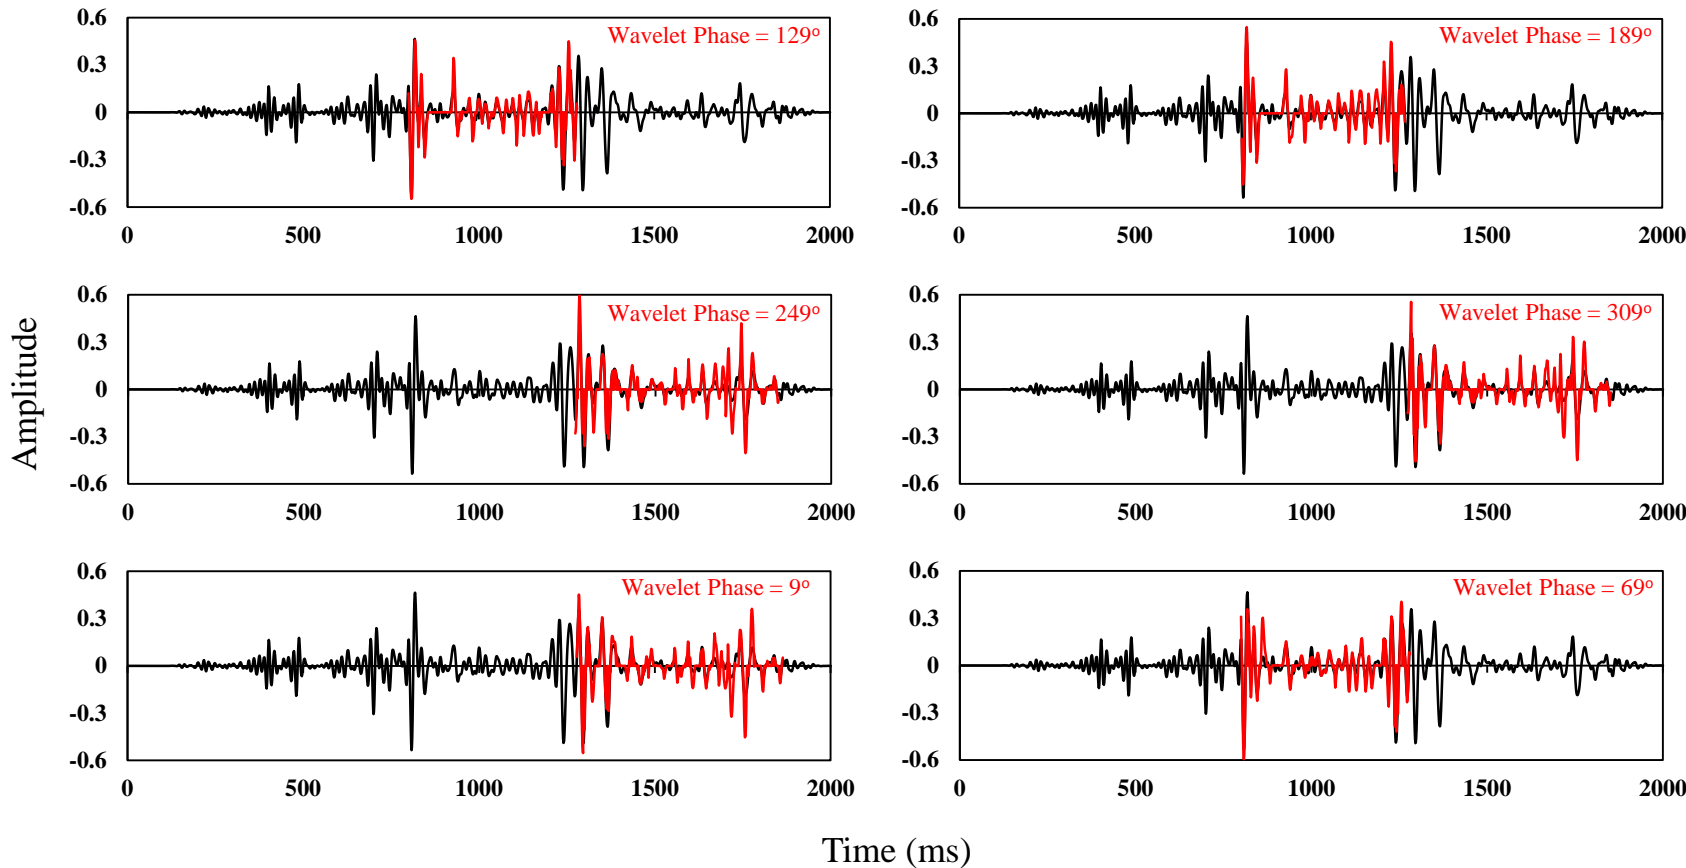 0.6
0.3
0
-0.3
-0.6
Wavelet Phase = 129°
0 500 1000 1500 2000
0.6
0.3
0
-0.3
-0.6
Wavelet Phase = 189°
0 500 1000 1500 2000
Amplitude
0.6
0.3
0
-0.3
-0.6
Wavelet Phase = 249°
0 500 1000 1500 2000
0.6
0.3
0
-0.3
-0.6
Wavelet Phase = 309°
0 500 1000 1500 2000
0.6
0.3
0
-0.3
-0.6
Wavelet Phase = 9°
0 500 1000 1500 2000
0.6
0.3
0
-0.3
-0.6
Wavelet Phase = 69°
0 500 1000 1500 2000
Time (ms)